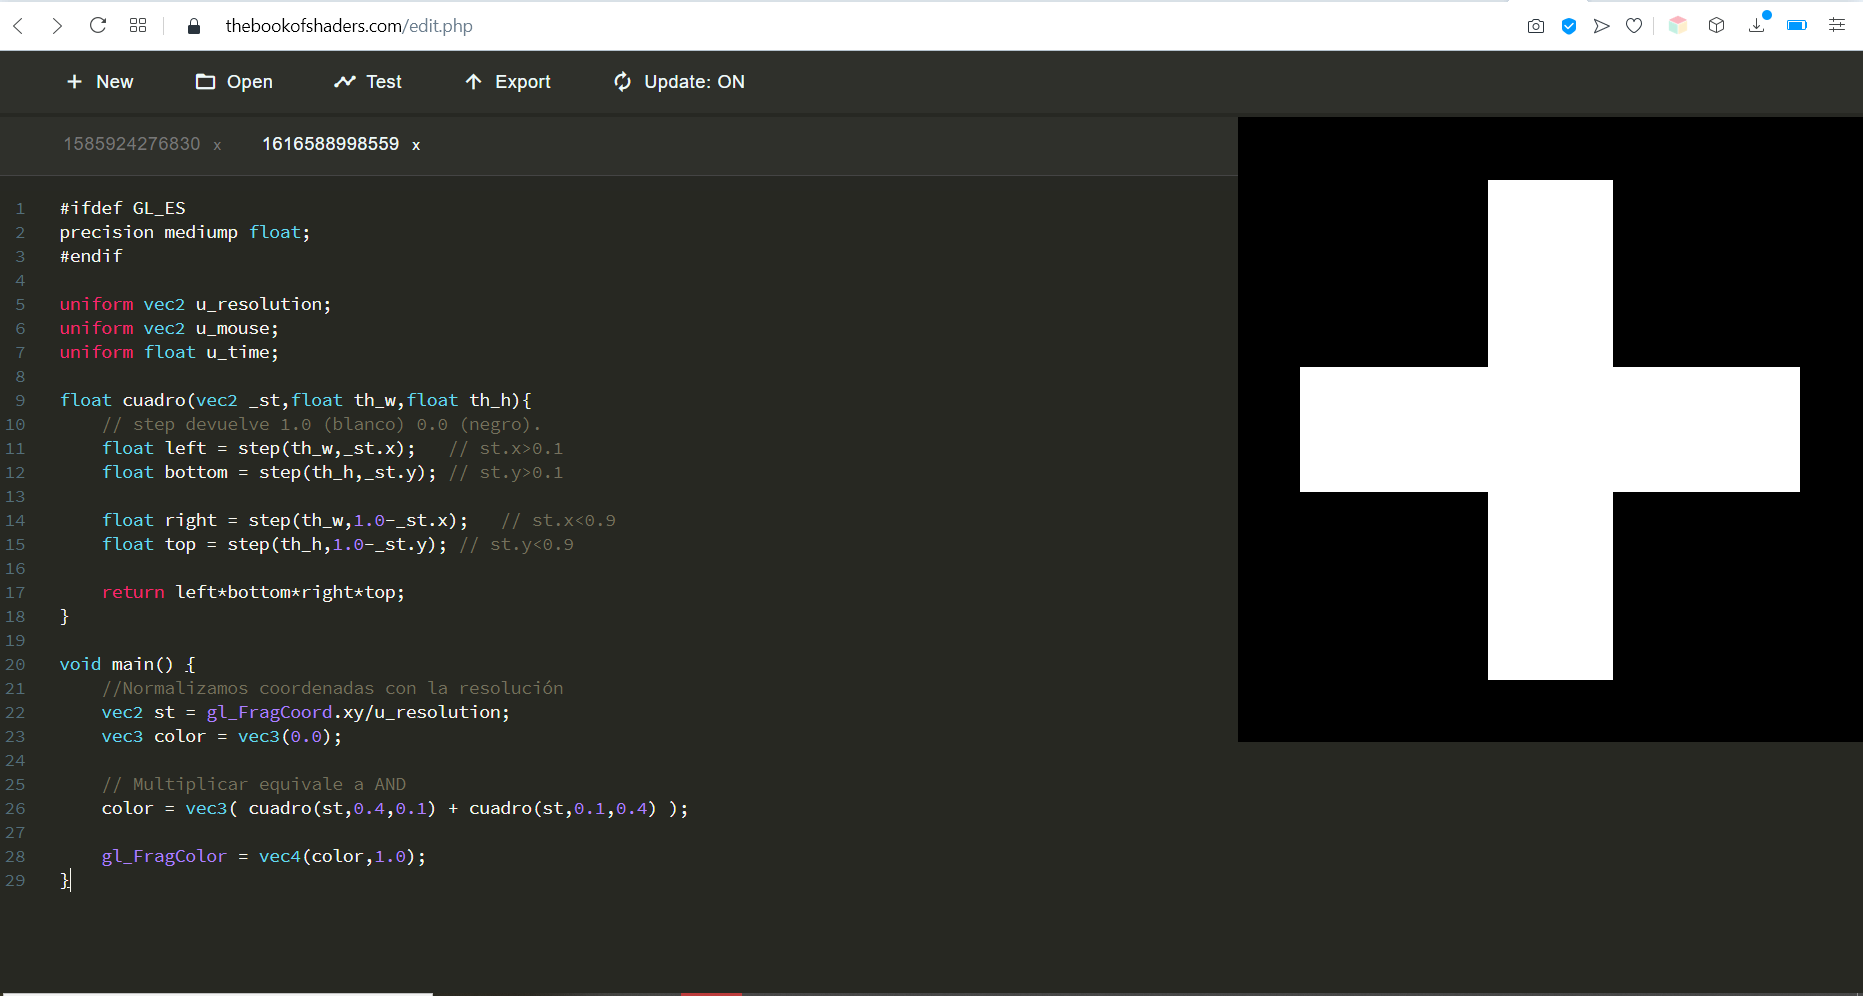 thebookofshaders.com/edit.php
+ New Open Test Export Update: ON
1585924276830 x 1616588998559 x
1 #ifdef GL_ES
2 precision mediump float;
3 #endif
4
5 uniform vec2 u_resolution;
6 uniform vec2 u_mouse;
7 uniform float u_time;
8
9 float cuadro(vec2 _st,float th_w,float th_h){
10 // step devuelve 1.0 (blanco) 0.0 (negro).
11 float left = step(th_w,_st.x); // st.x>0.1
12 float bottom = step(th_h,_st.y); // st.y>0.1
13
14 float right = step(th_w,1.0-_st.x); // st.x<0.9
15 float top = step(th_h,1.0-_st.y); // st.y<0.9
16
17 return left*bottom*right*top;
18 }
19
20 void main() {
21 //Normalizamos coordenadas con la resolución
22 vec2 st = gl_FragCoord.xy/u_resolution;
23 vec3 color = vec3(0.0);
24
25 // Multiplicar equivale a AND
26 color = vec3( cuadro(st,0.4,0.1) + cuadro(st,0.1,0.4) );
27
28 gl_FragColor = vec4(color,1.0);
29 }